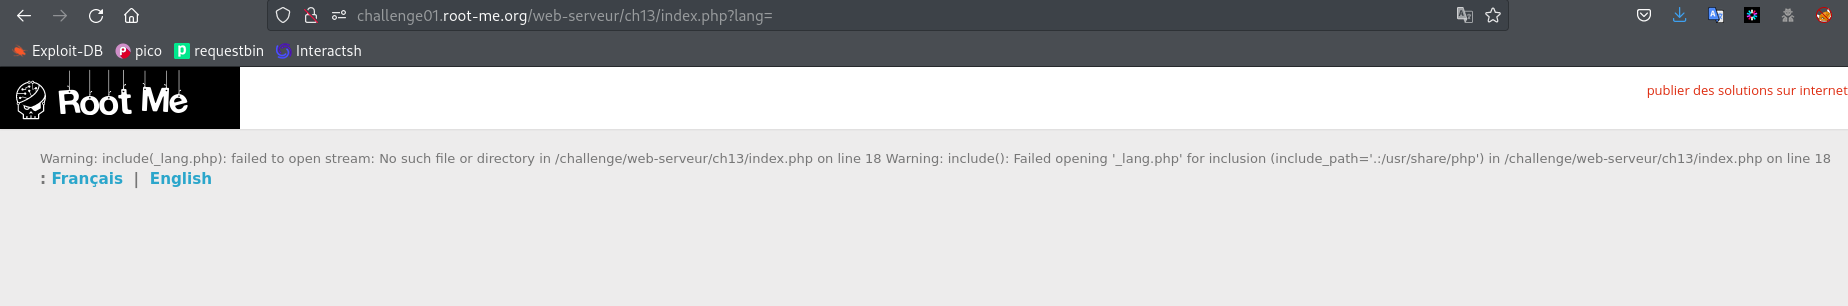 challenge01.root-me.org/web-serveur/ch13/index.php?lang=
Exploit-DB pico requestbin Interactsh
Root Me
publier des solutions sur internet
Warning: include(_lang.php): failed to open stream: No such file or directory in /challenge/web-serveur/ch13/index.php on line 18 Warning: include(): Failed opening '_lang.php' for inclusion (include_path='.:/usr/share/php') in /challenge/web-serveur/ch13/index.php on line 18
: Français | English